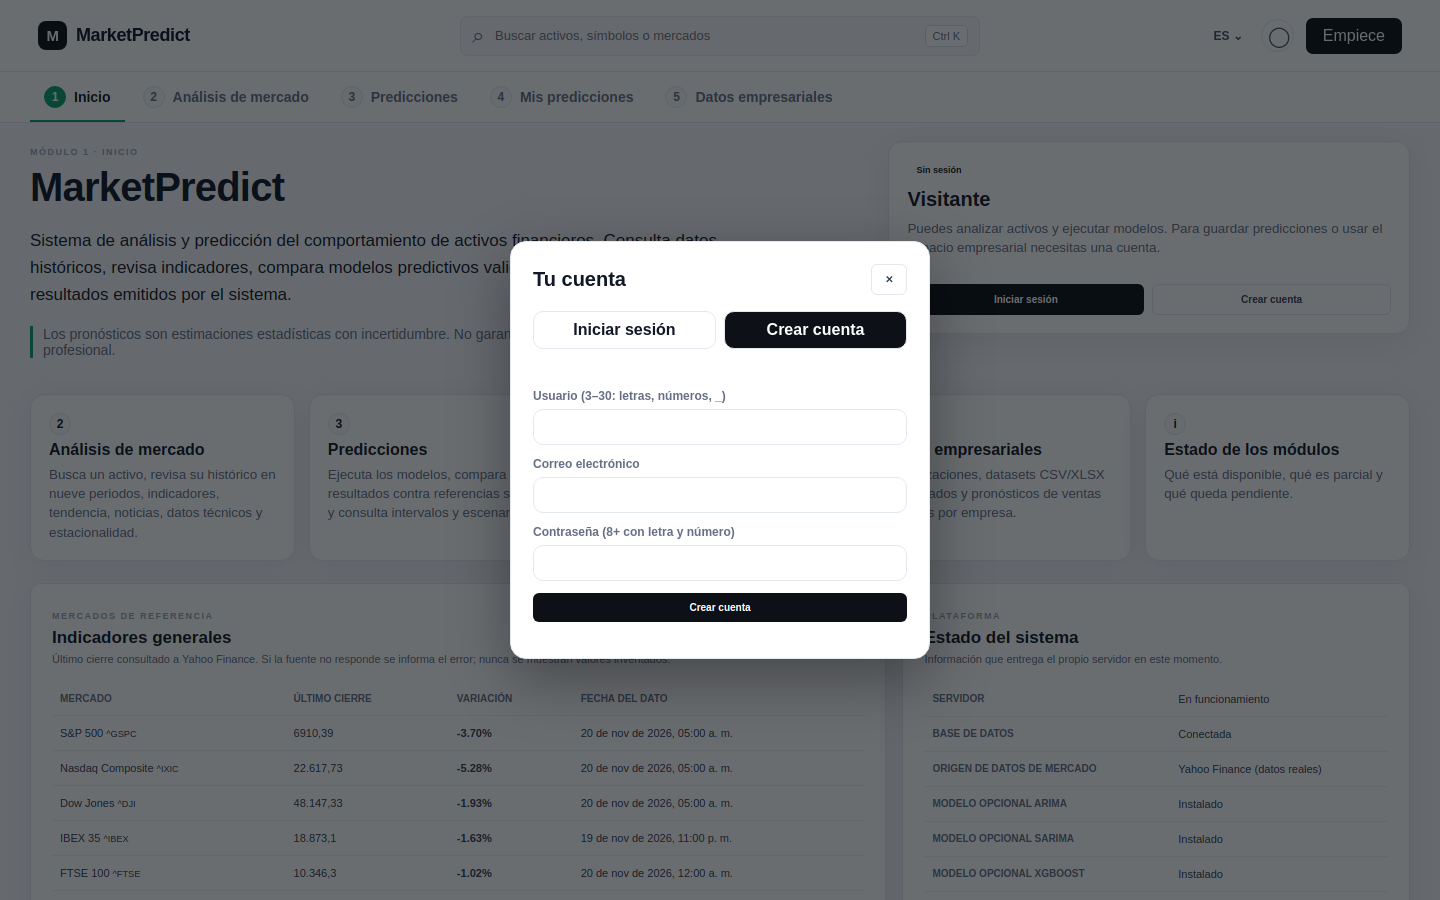 M MarketPredict
Buscar activos, símbolos o mercados
Ctrl K
ES
Empiece
1 Inicio
2 Análisis de mercado
3 Predicciones
4 Mis predicciones
5 Datos empresariales
MÓDULO 1 · INICIO
MarketPredict
Sistema de análisis y predicción del comportamiento de activos financieros. Consulta datos
históricos, revisa indicadores, compara modelos predictivos
resultados emitidos por el sistema.
Los pronósticos son estimaciones estadísticas con incertidumbre. No
profesional.
Sin sesión
Visitante
Puedes analizar activos y ejecutar modelos. Para guardar predicciones o usar el
empresarial necesitas una cuenta.
Iniciar sesión
Crear cuenta
Tu cuenta
×
Iniciar sesión
Crear cuenta
Usuario (3–30: letras, números, _)
Correo electrónico
Contraseña (8+ con letra y número)
Crear cuenta
2
Análisis de mercado
Busca un activo, revisa su histórico en
nueve periodos, indicadores,
tendencia, noticias, datos técnicos y
estacionalidad.
3
Predicciones
Ejecuta los modelos, compara
resultados contra referencias
y consulta intervalos y
empresariales
datasets CSV/XLSX
y pronósticos de ventas
por empresa.
i
Estado de los módulos
Qué está disponible, qué es parcial y
qué queda pendiente.
MERCADOS DE REFERENCIA
Indicadores generales
Último cierre consultado a Yahoo Finance. Si la fuente no responde se informa el error; nunca se muestran valores inventados.
MERCADO ÚLTIMO CIERRE VARIACIÓN FECHA DEL DATO
S&P 500 ^GSPC 6910,39 -3.70% 20 de nov de 2026, 05:00 a. m.
Nasdaq Composite ^IXIC 22.617,73 -5.28% 20 de nov de 2026, 05:00 a. m.
Dow Jones ^DJI 48.147,33 -1.93% 20 de nov de 2026, 05:00 a. m.
IBEX 35 ^IBEX 18.873,1 -1.63% 19 de nov de 2026, 11:00 p. m.
FTSE 100 ^FTSE 10.346,3 -1.02% 20 de nov de 2026, 12:00 a. m.
Estado del sistema
Información que entrega el propio servidor en este momento.
SERVIDOR En funcionamiento
BASE DE DATOS Conectada
ORIGEN DE DATOS DE MERCADO Yahoo Finance (datos reales)
MODELO OPCIONAL ARIMA Instalado
MODELO OPCIONAL SARIMA Instalado
MODELO OPCIONAL XGBOOST Instalado